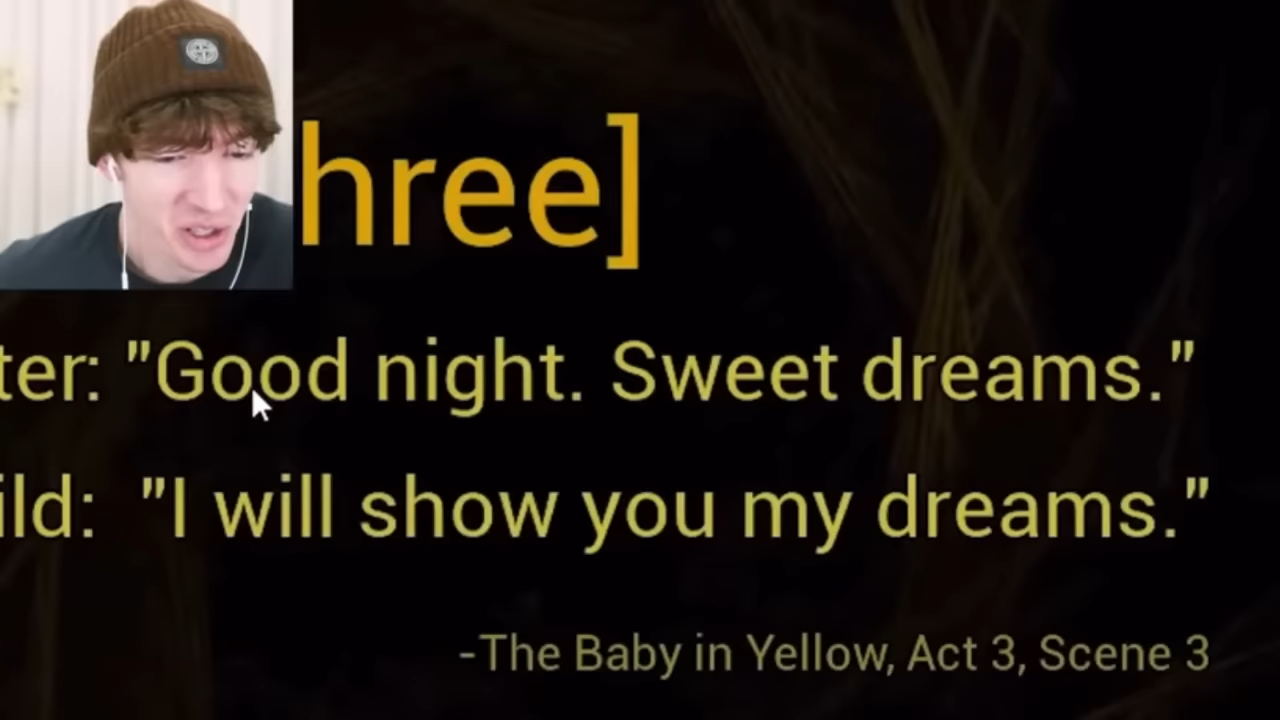 hree]
ter: "Good night. Sweet dreams."
ild: "I will show you my dreams."
-The Baby in Yellow, Act 3, Scene 3